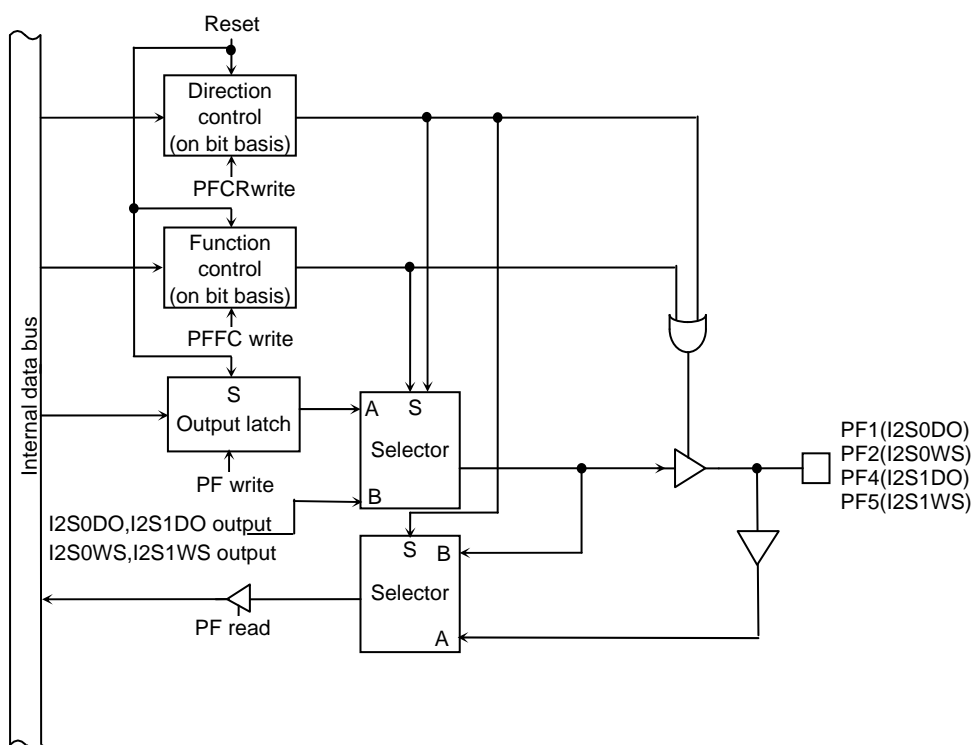 Reset
Direction
control
(on bit basis)
PFCRwrite
Function
control
(on bit basis)
PFFC write
Internal data bus
S
Output latch
PF write
A S
Selector
B
I2S0DO,I2S1DO output
I2S0WS,I2S1WS output
S B
Selector
A
PF read
PF1(I2S0DO)
PF2(I2S0WS)
PF4(I2S1DO)
PF5(I2S1WS)